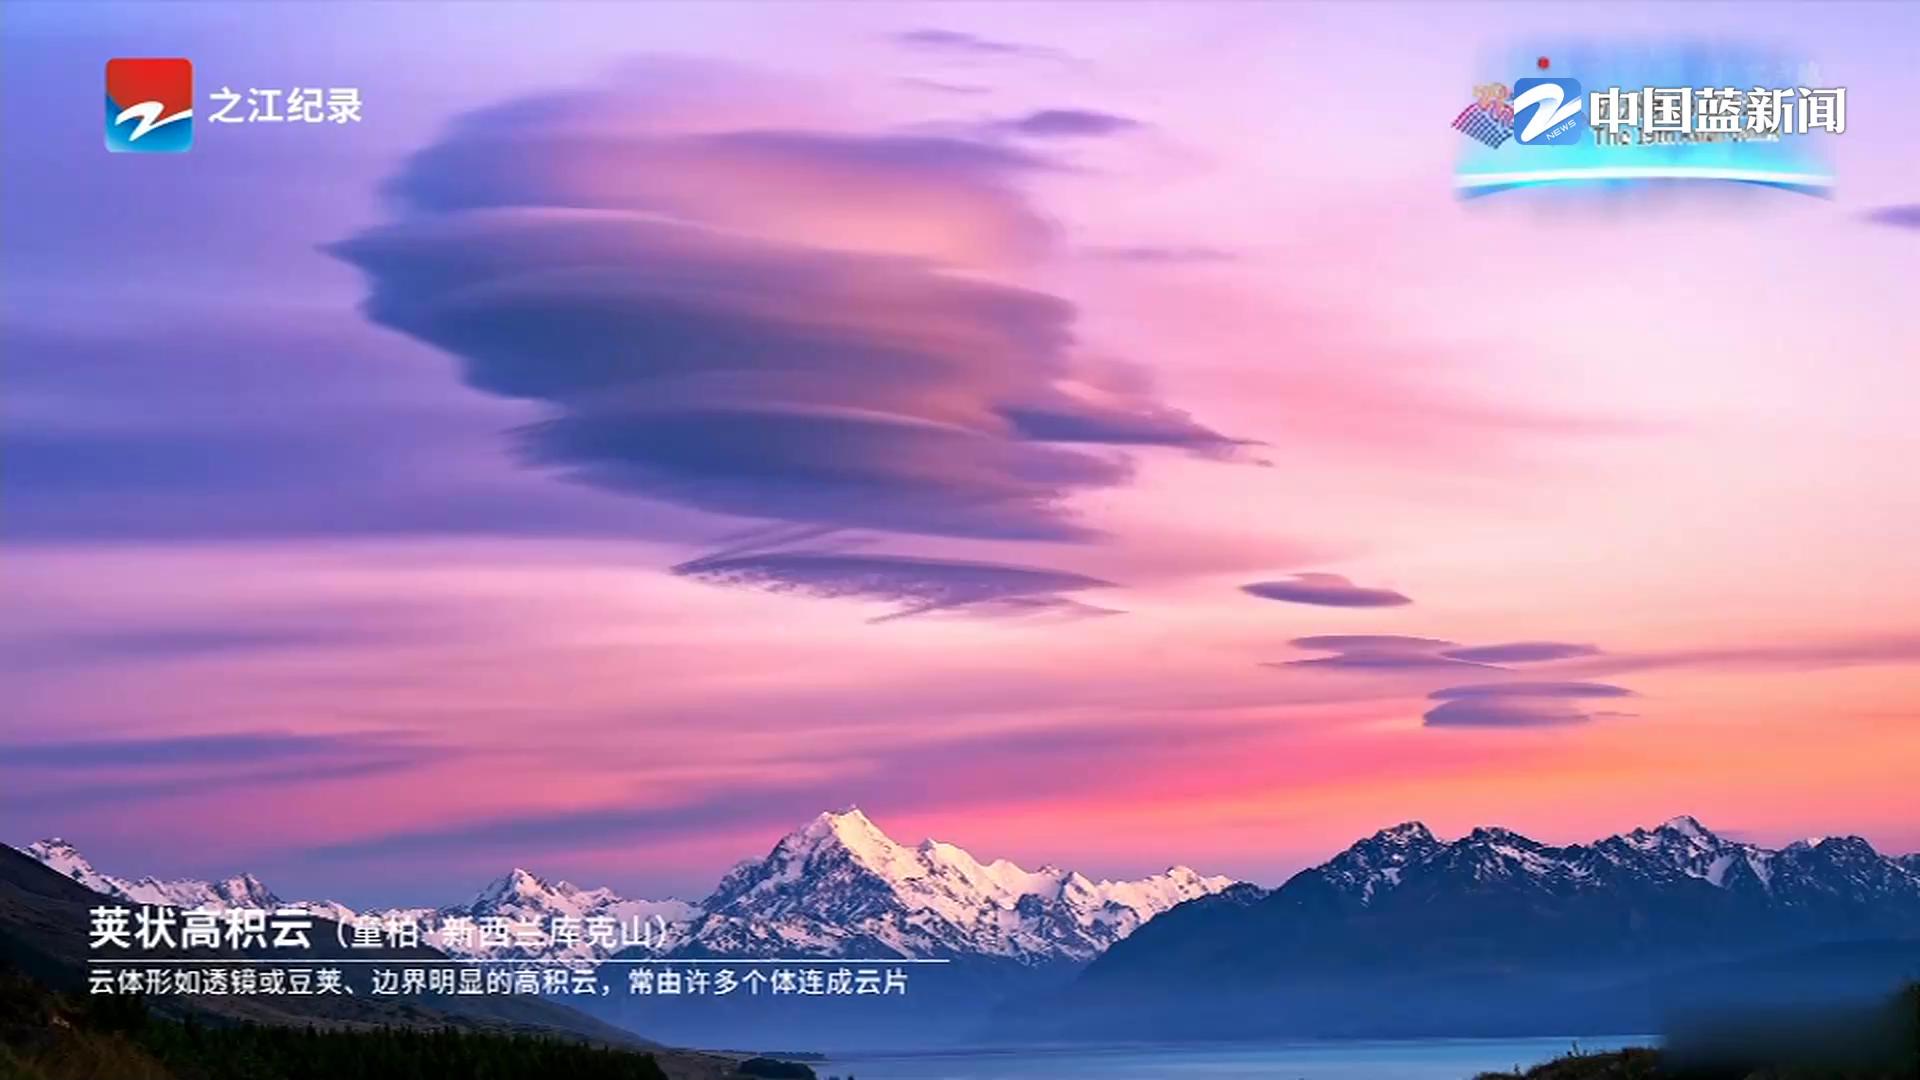 之江纪录
中国蓝新闻
NEWS
荚状高积云（童柏·新西兰库克山）
云体形如透镜或豆荚、边界明显的高积云，常由许多个体连成云片